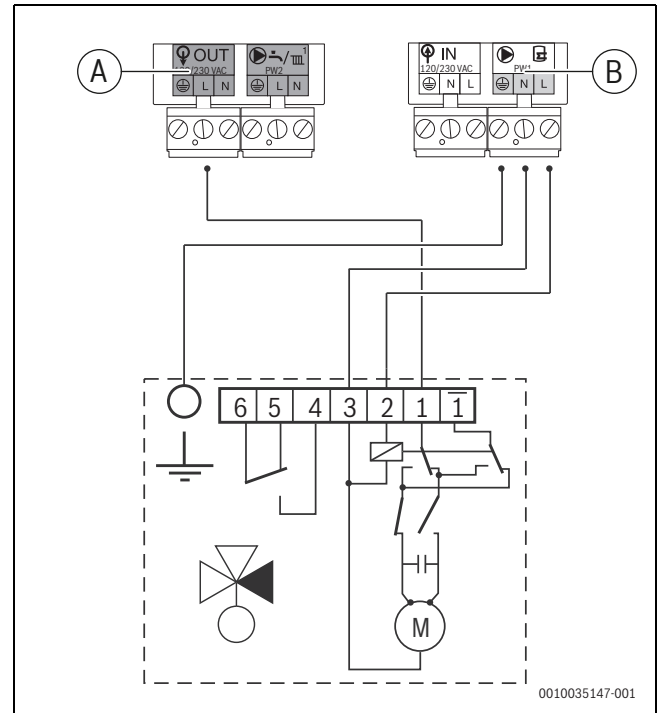 OUT
120/230 VAC
L N
1
PW2
L N
IN
120/230 VAC
N L
PW1
N L
A
B
6 5 4 3 2 1 1̅
M
0010035147-001